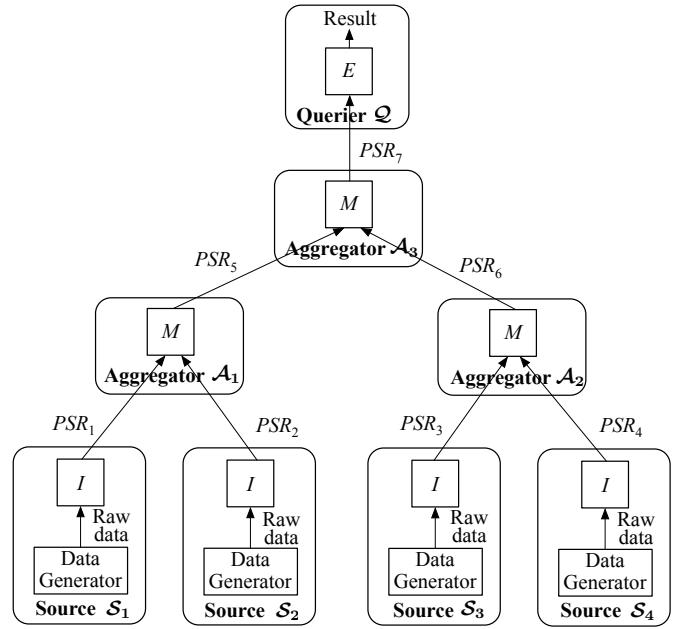 Result
E
Querier 𝒬
PSR₇
M
Aggregator 𝒜₃
PSR₅
PSR₆
M
M
Aggregator 𝒜₁
Aggregator 𝒜₂
PSR₁
PSR₂
PSR₃
PSR₄
I
I
I
I
Raw
data
Raw
data
Raw
data
Raw
data
Data
Generator
Data
Generator
Data
Generator
Data
Generator
Source 𝒮₁
Source 𝒮₂
Source 𝒮₃
Source 𝒮₄